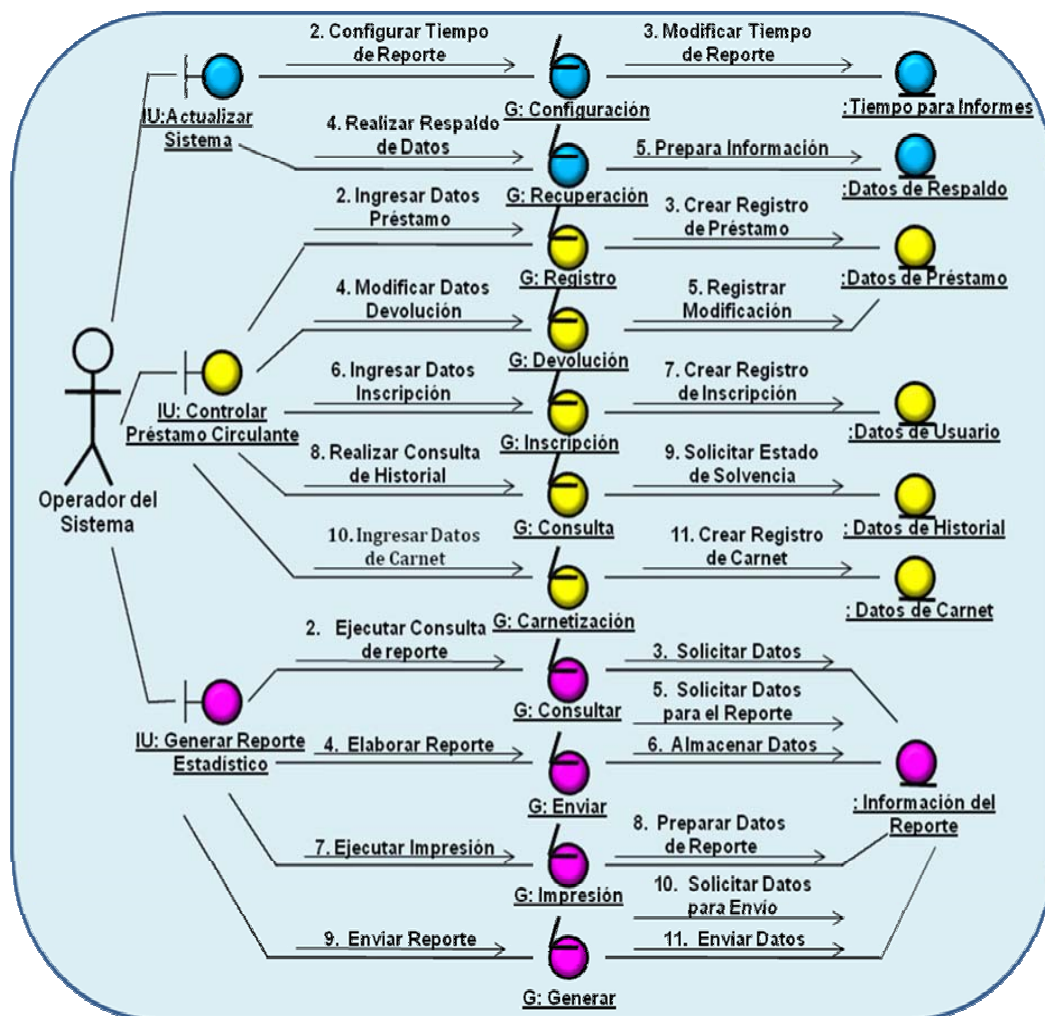 2. Configurar Tiempo
de Reporte
3. Modificar Tiempo
de Reporte
IU:Actualizar
Sistema
G: Configuración
:Tiempo para Informes
4. Realizar Respaldo
de Datos
5. Prepara Información
G: Recuperación
:Datos de Respaldo
2. Ingresar Datos
Préstamo
3. Crear Registro
de Préstamo
G: Registro
:Datos de Préstamo
4. Modificar Datos
Devolución
5. Registrar
Modificación
G: Devolución
6. Ingresar Datos
Inscripción
7. Crear Registro
de Inscripción
IU: Controlar
Préstamo Circulante
G: Inscripción
:Datos de Usuario
8. Realizar Consulta
de Historial
9. Solicitar Estado
de Solvencia
Operador del
Sistema
G: Consulta
: Datos de Historial
10. Ingresar Datos
de Carnet
11. Crear Registro
de Carnet
G: Carnetización
: Datos de Carnet
2. Ejecutar Consulta
de reporte
3. Solicitar Datos
G: Consultar
5. Solicitar Datos
para el Reporte
IU: Generar Reporte
Estadístico
4. Elaborar Reporte
6. Almacenar Datos
G: Enviar
: Información del
Reporte
7. Ejecutar Impresión
8. Preparar Datos
de Reporte
G: Impresión
10. Solicitar Datos
para Envío
9. Enviar Reporte
11. Enviar Datos
G: Generar